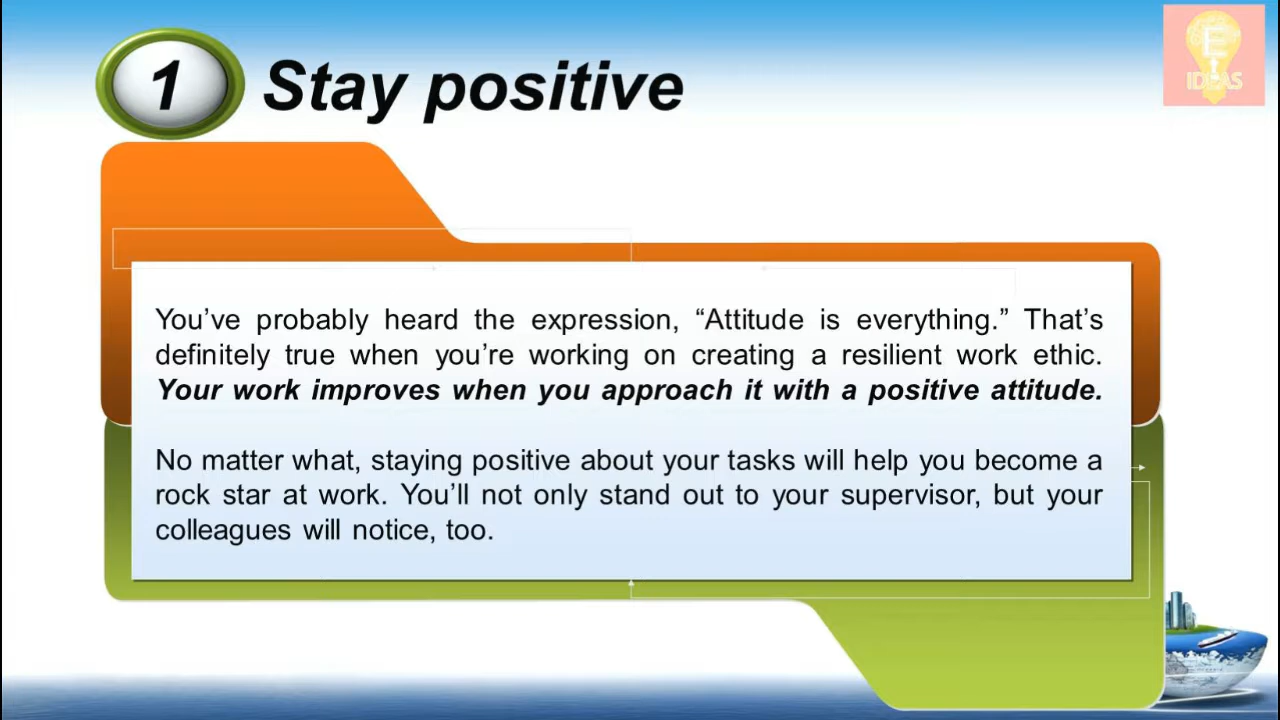 1 Stay positive
E
IDEAS
You've probably heard the expression, “Attitude is everything.” That's
definitely true when you're working on creating a resilient work ethic.
Your work improves when you approach it with a positive attitude.
No matter what, staying positive about your tasks will help you become a
rock star at work. You'll not only stand out to your supervisor, but your
colleagues will notice, too.